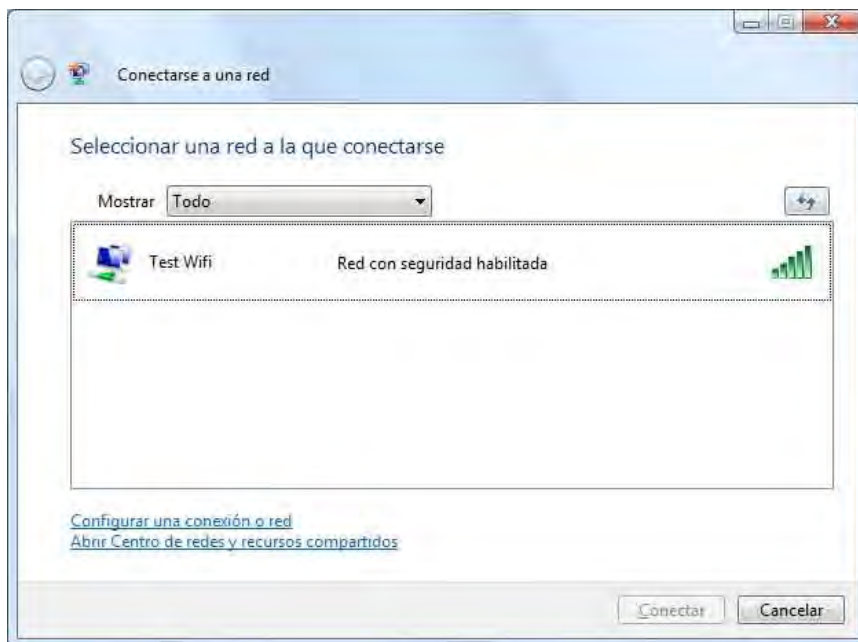 Conectarse a una red
Seleccionar una red a la que conectarse
Mostrar Todo
Test Wifi Red con seguridad habilitada
Configurar una conexión o red
Abrir Centro de redes y recursos compartidos
Conectar Cancelar